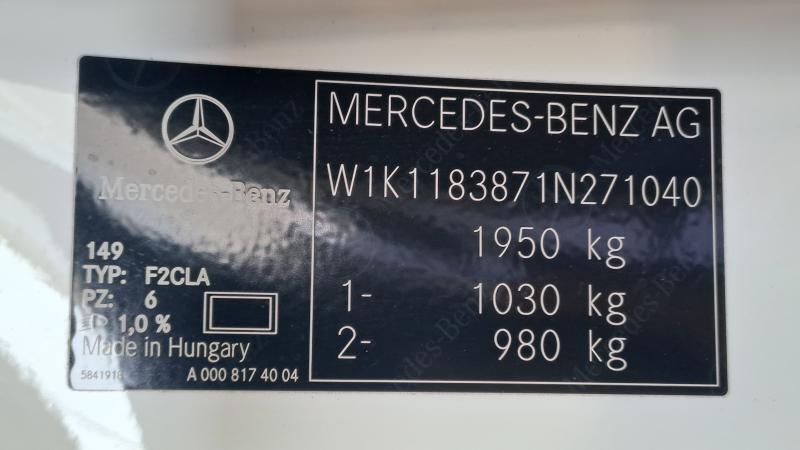 Mercedes-Benz
149
TYP: F2CLA
PZ: 6
1,0 %
Made in Hungary
5841918
A 000 817 40 04
MERCEDES-BENZ AG
W1K1183871N271040
1950 kg
1- 1030 kg
2- 980 kg